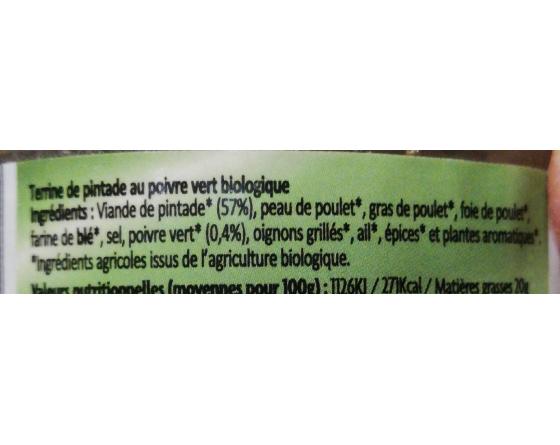 Terrine de pintade au poivre vert biologique
Ingrédients : Viande de pintade* (57%), peau de poulet*, gras de poulet*, foie de poulet*,
farine de blé*, sel, poivre vert* (0,4%), oignons grillés*, ail*, épices* et plantes aromatiques*.
*Ingrédients agricoles issus de l'agriculture biologique.
Valeurs nutritionnelles (moyennes pour 100g) : 1126KJ / 271Kcal / Matières grasses 20g